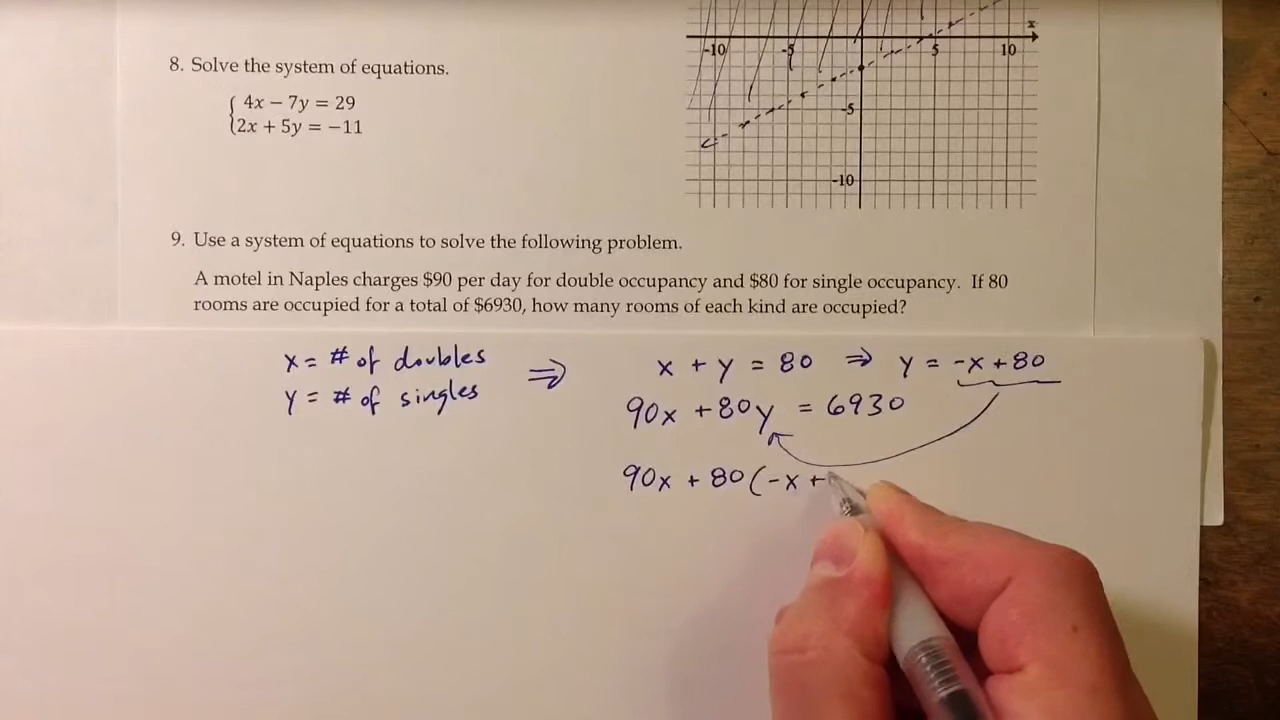 x
-10 -5 5 10
-5
-10
8. Solve the system of equations.
4x − 7y = 29
2x + 5y = −11
9. Use a system of equations to solve the following problem.
A motel in Naples charges $90 per day for double occupancy and $80 for single occupancy. If 80
rooms are occupied for a total of $6930, how many rooms of each kind are occupied?
x = # of doubles
y = # of singles
⇒
x + y = 80 ⇒ y = -x + 80
90x + 80y = 6930
90x + 80(-x +